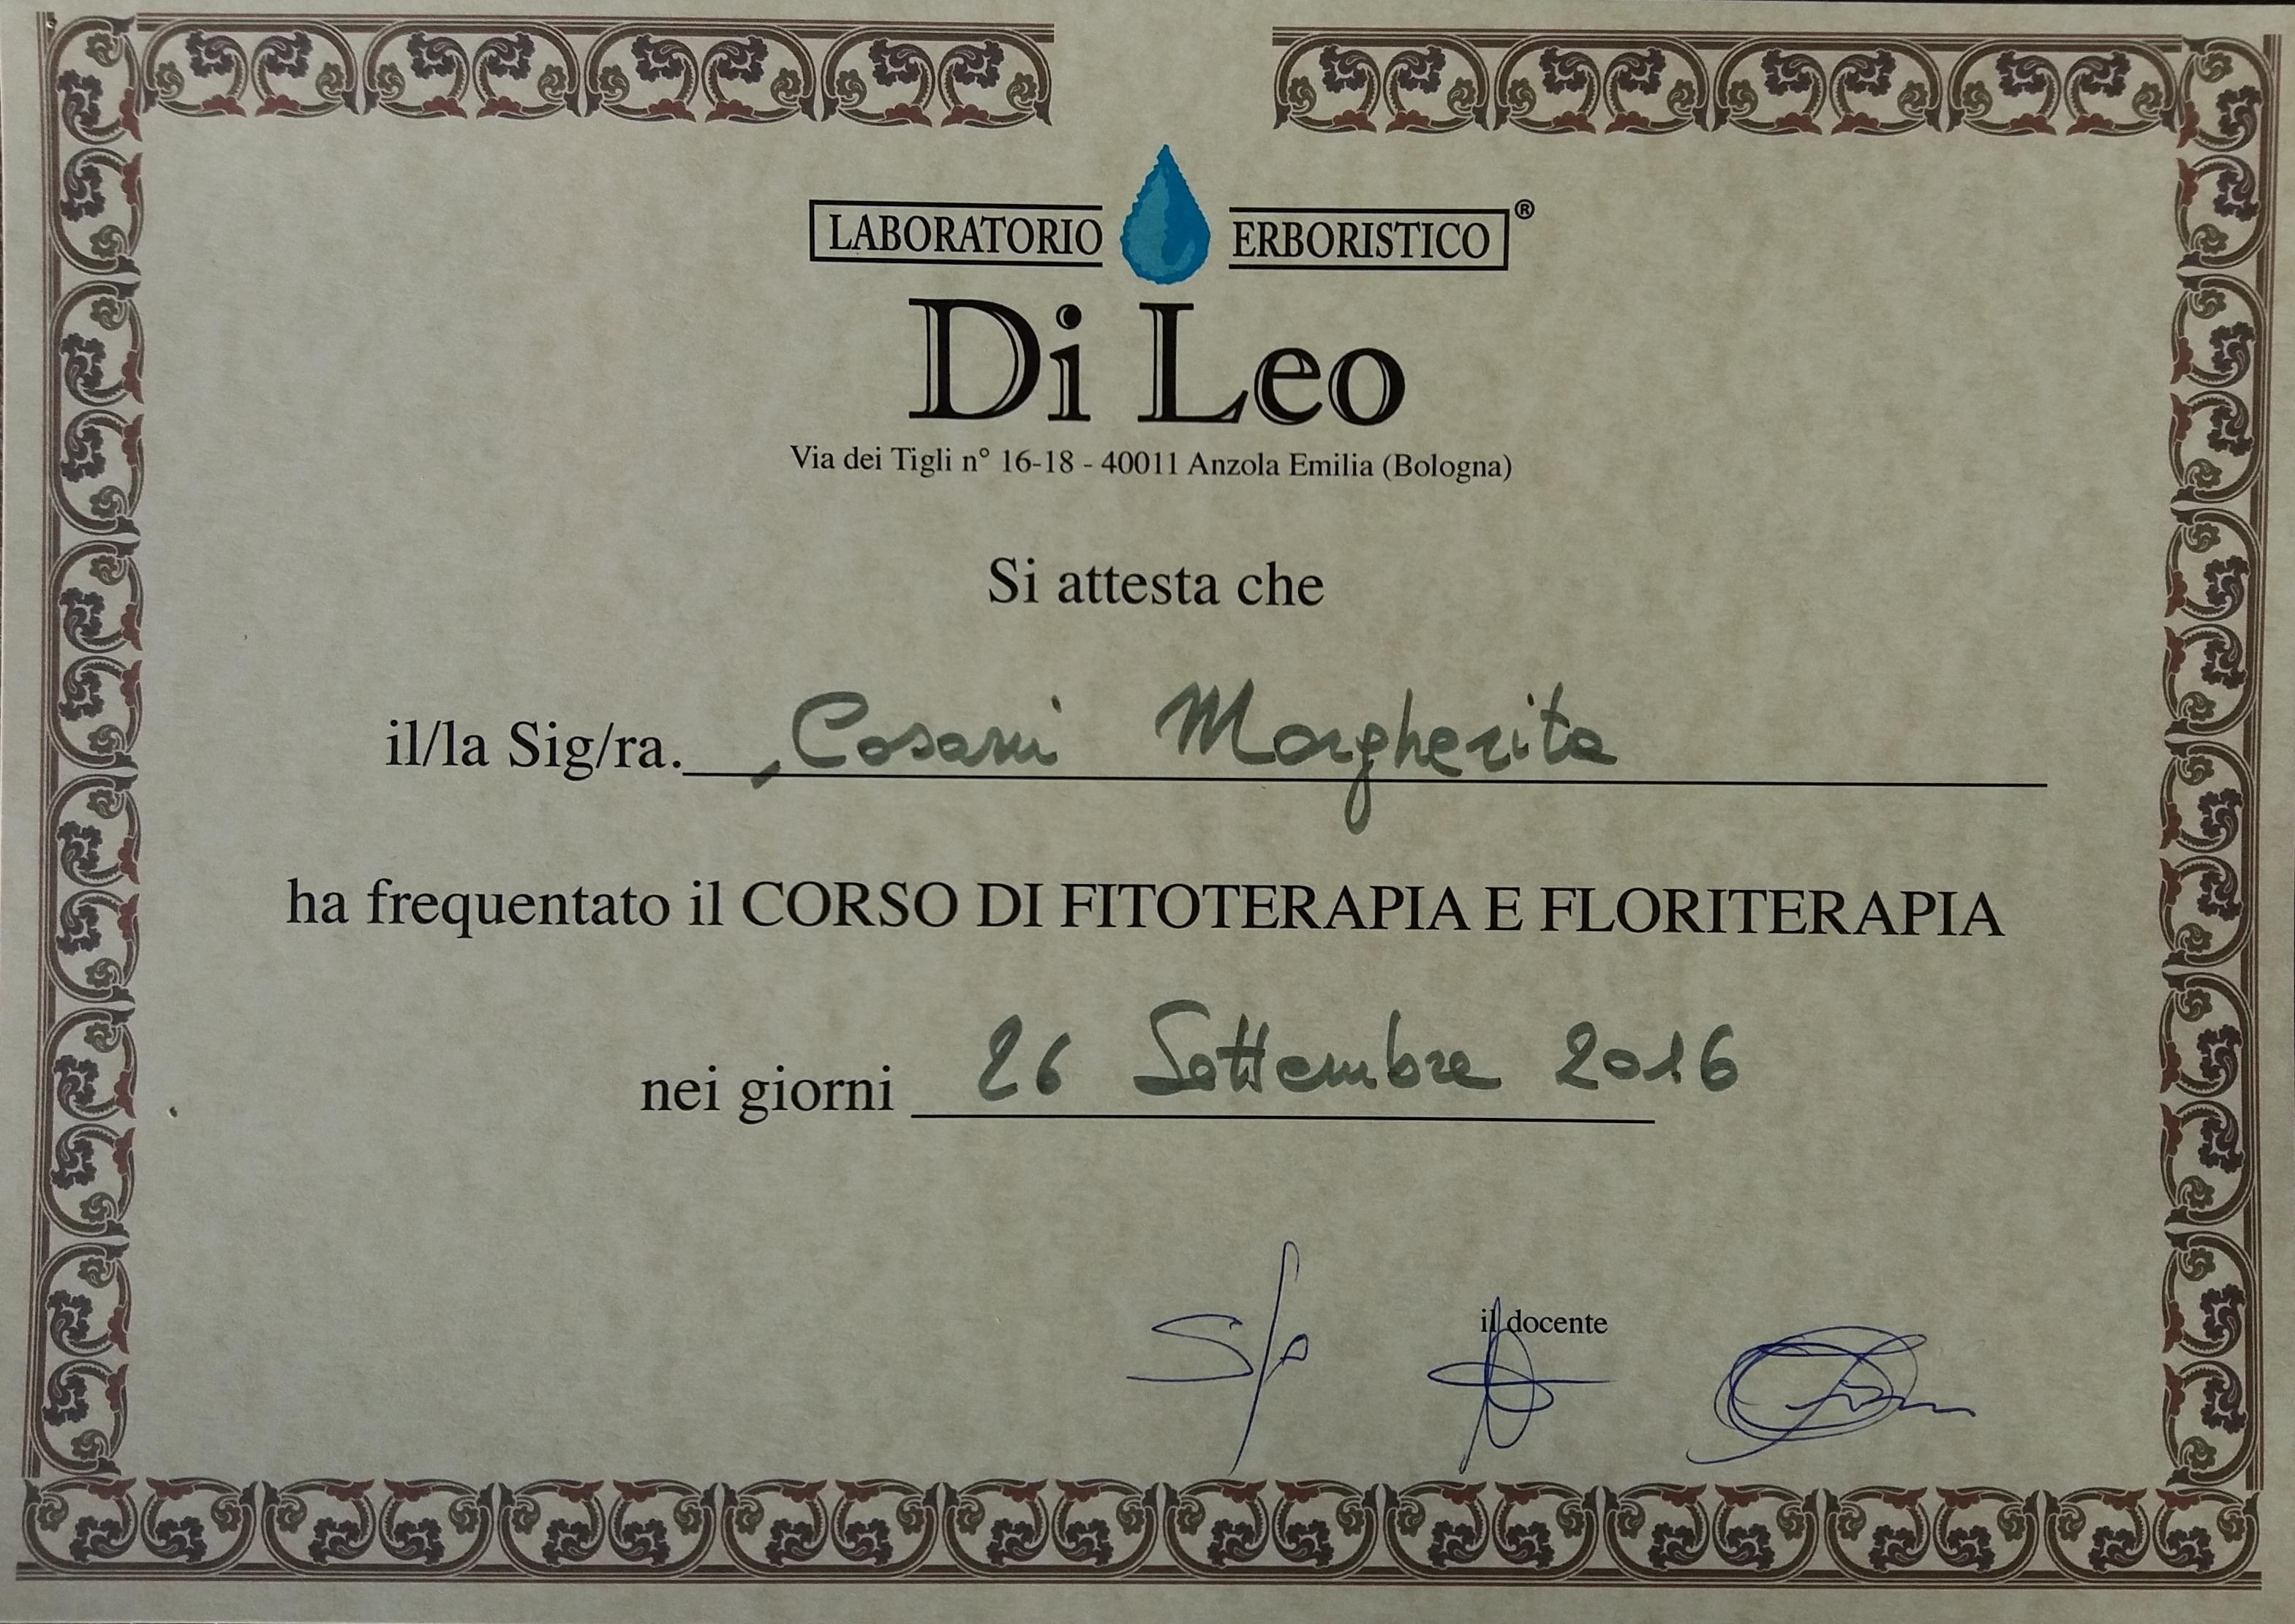 LABORATORIO ERBORISTICO®
Di Leo
Via dei Tigli n° 16-18 - 40011 Anzola Emilia (Bologna)
Si attesta che
il/la Sig/ra. Casani Margherita
ha frequentato il CORSO DI FITOTERAPIA E FLORITERAPIA
nei giorni 26 Settembre 2016
il docente